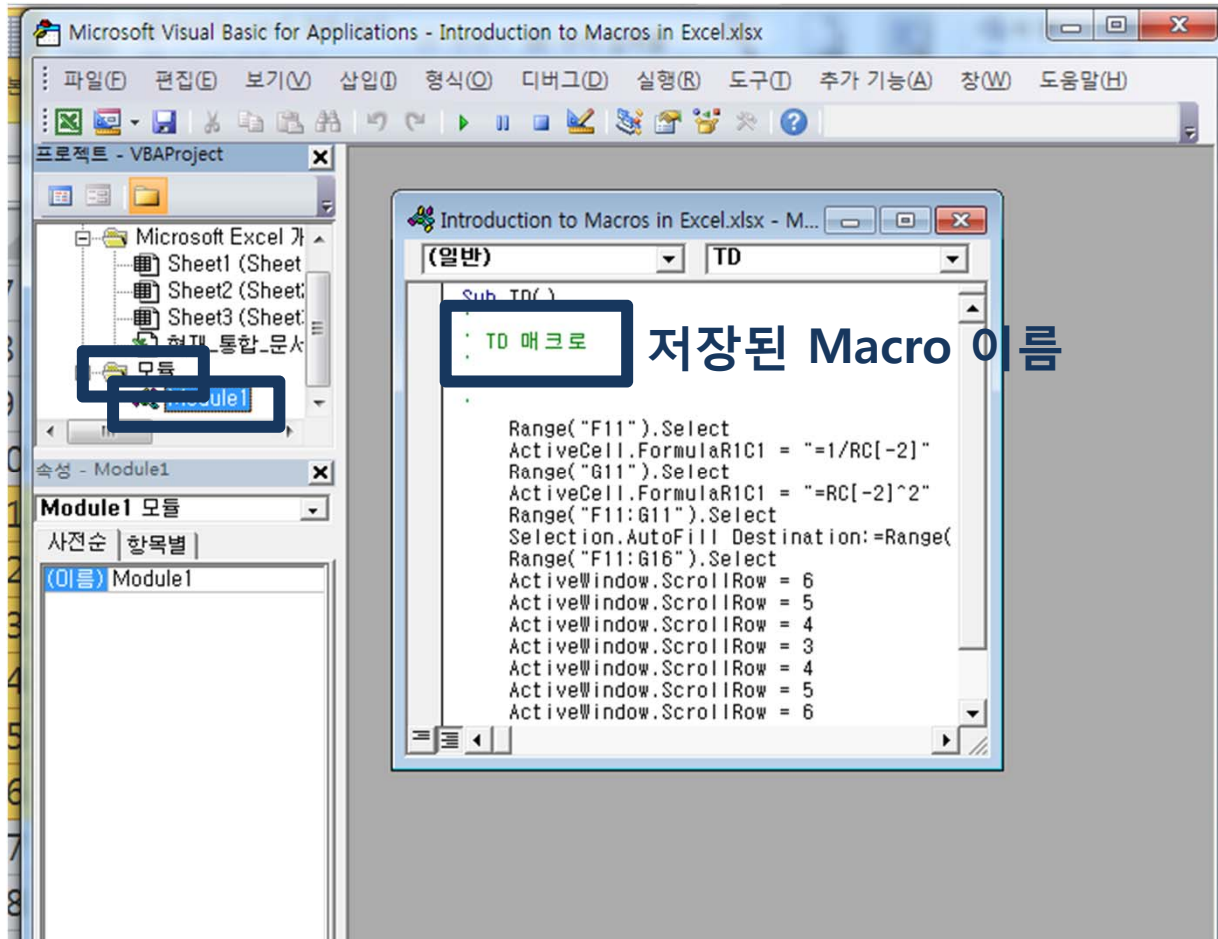 Microsoft Visual Basic for Applications - Introduction to Macros in Excel.xlsx
파일(F) 편집(E) 보기(V) 삽입(I) 형식(O) 디버그(D) 실행(R) 도구(T) 추가 기능(A) 창(W) 도움말(H)
프로젝트 - VBAProject
Microsoft Excel 개
Sheet1 (Sheet
Sheet2 (Sheet
Sheet3 (Sheet
현재_통합_문서
모듈
Module1
속성 - Module1
Module1 모듈
사전순 항목별
(이름) Module1
Introduction to Macros in Excel.xlsx - M...
(일반) TD
Sub TD()
'
' TD 매크로
'
저장된 Macro 이름
'
Range("F11").Select
ActiveCell.FormulaR1C1 = "=1/RC[-2]"
Range("G11").Select
ActiveCell.FormulaR1C1 = "=RC[-2]^2"
Range("F11:G11").Select
Selection.AutoFill Destination:=Range(
Range("F11:G16").Select
ActiveWindow.ScrollRow = 6
ActiveWindow.ScrollRow = 5
ActiveWindow.ScrollRow = 4
ActiveWindow.ScrollRow = 3
ActiveWindow.ScrollRow = 4
ActiveWindow.ScrollRow = 5
ActiveWindow.ScrollRow = 6